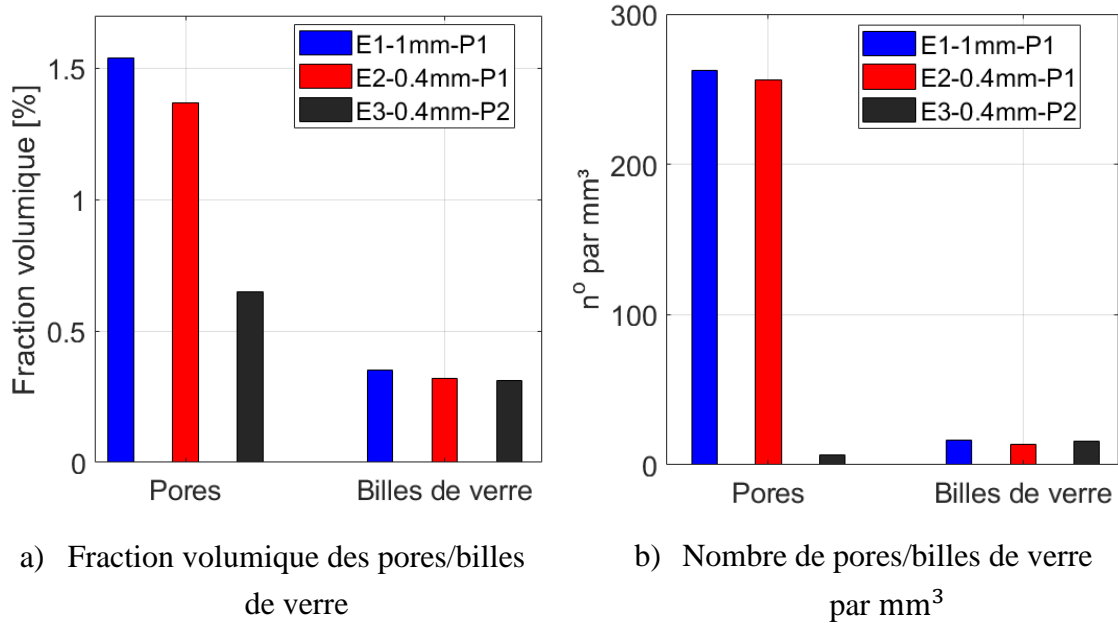 Fraction volumique [%]
1.5
1
0.5
0
E1-1mm-P1
E2-0.4mm-P1
E3-0.4mm-P2
Pores
Billes de verre
a) Fraction volumique des pores/billes
de verre
nº par mm³
300
200
100
0
E1-1mm-P1
E2-0.4mm-P1
E3-0.4mm-P2
Pores
Billes de verre
b) Nombre de pores/billes de verre
par mm³